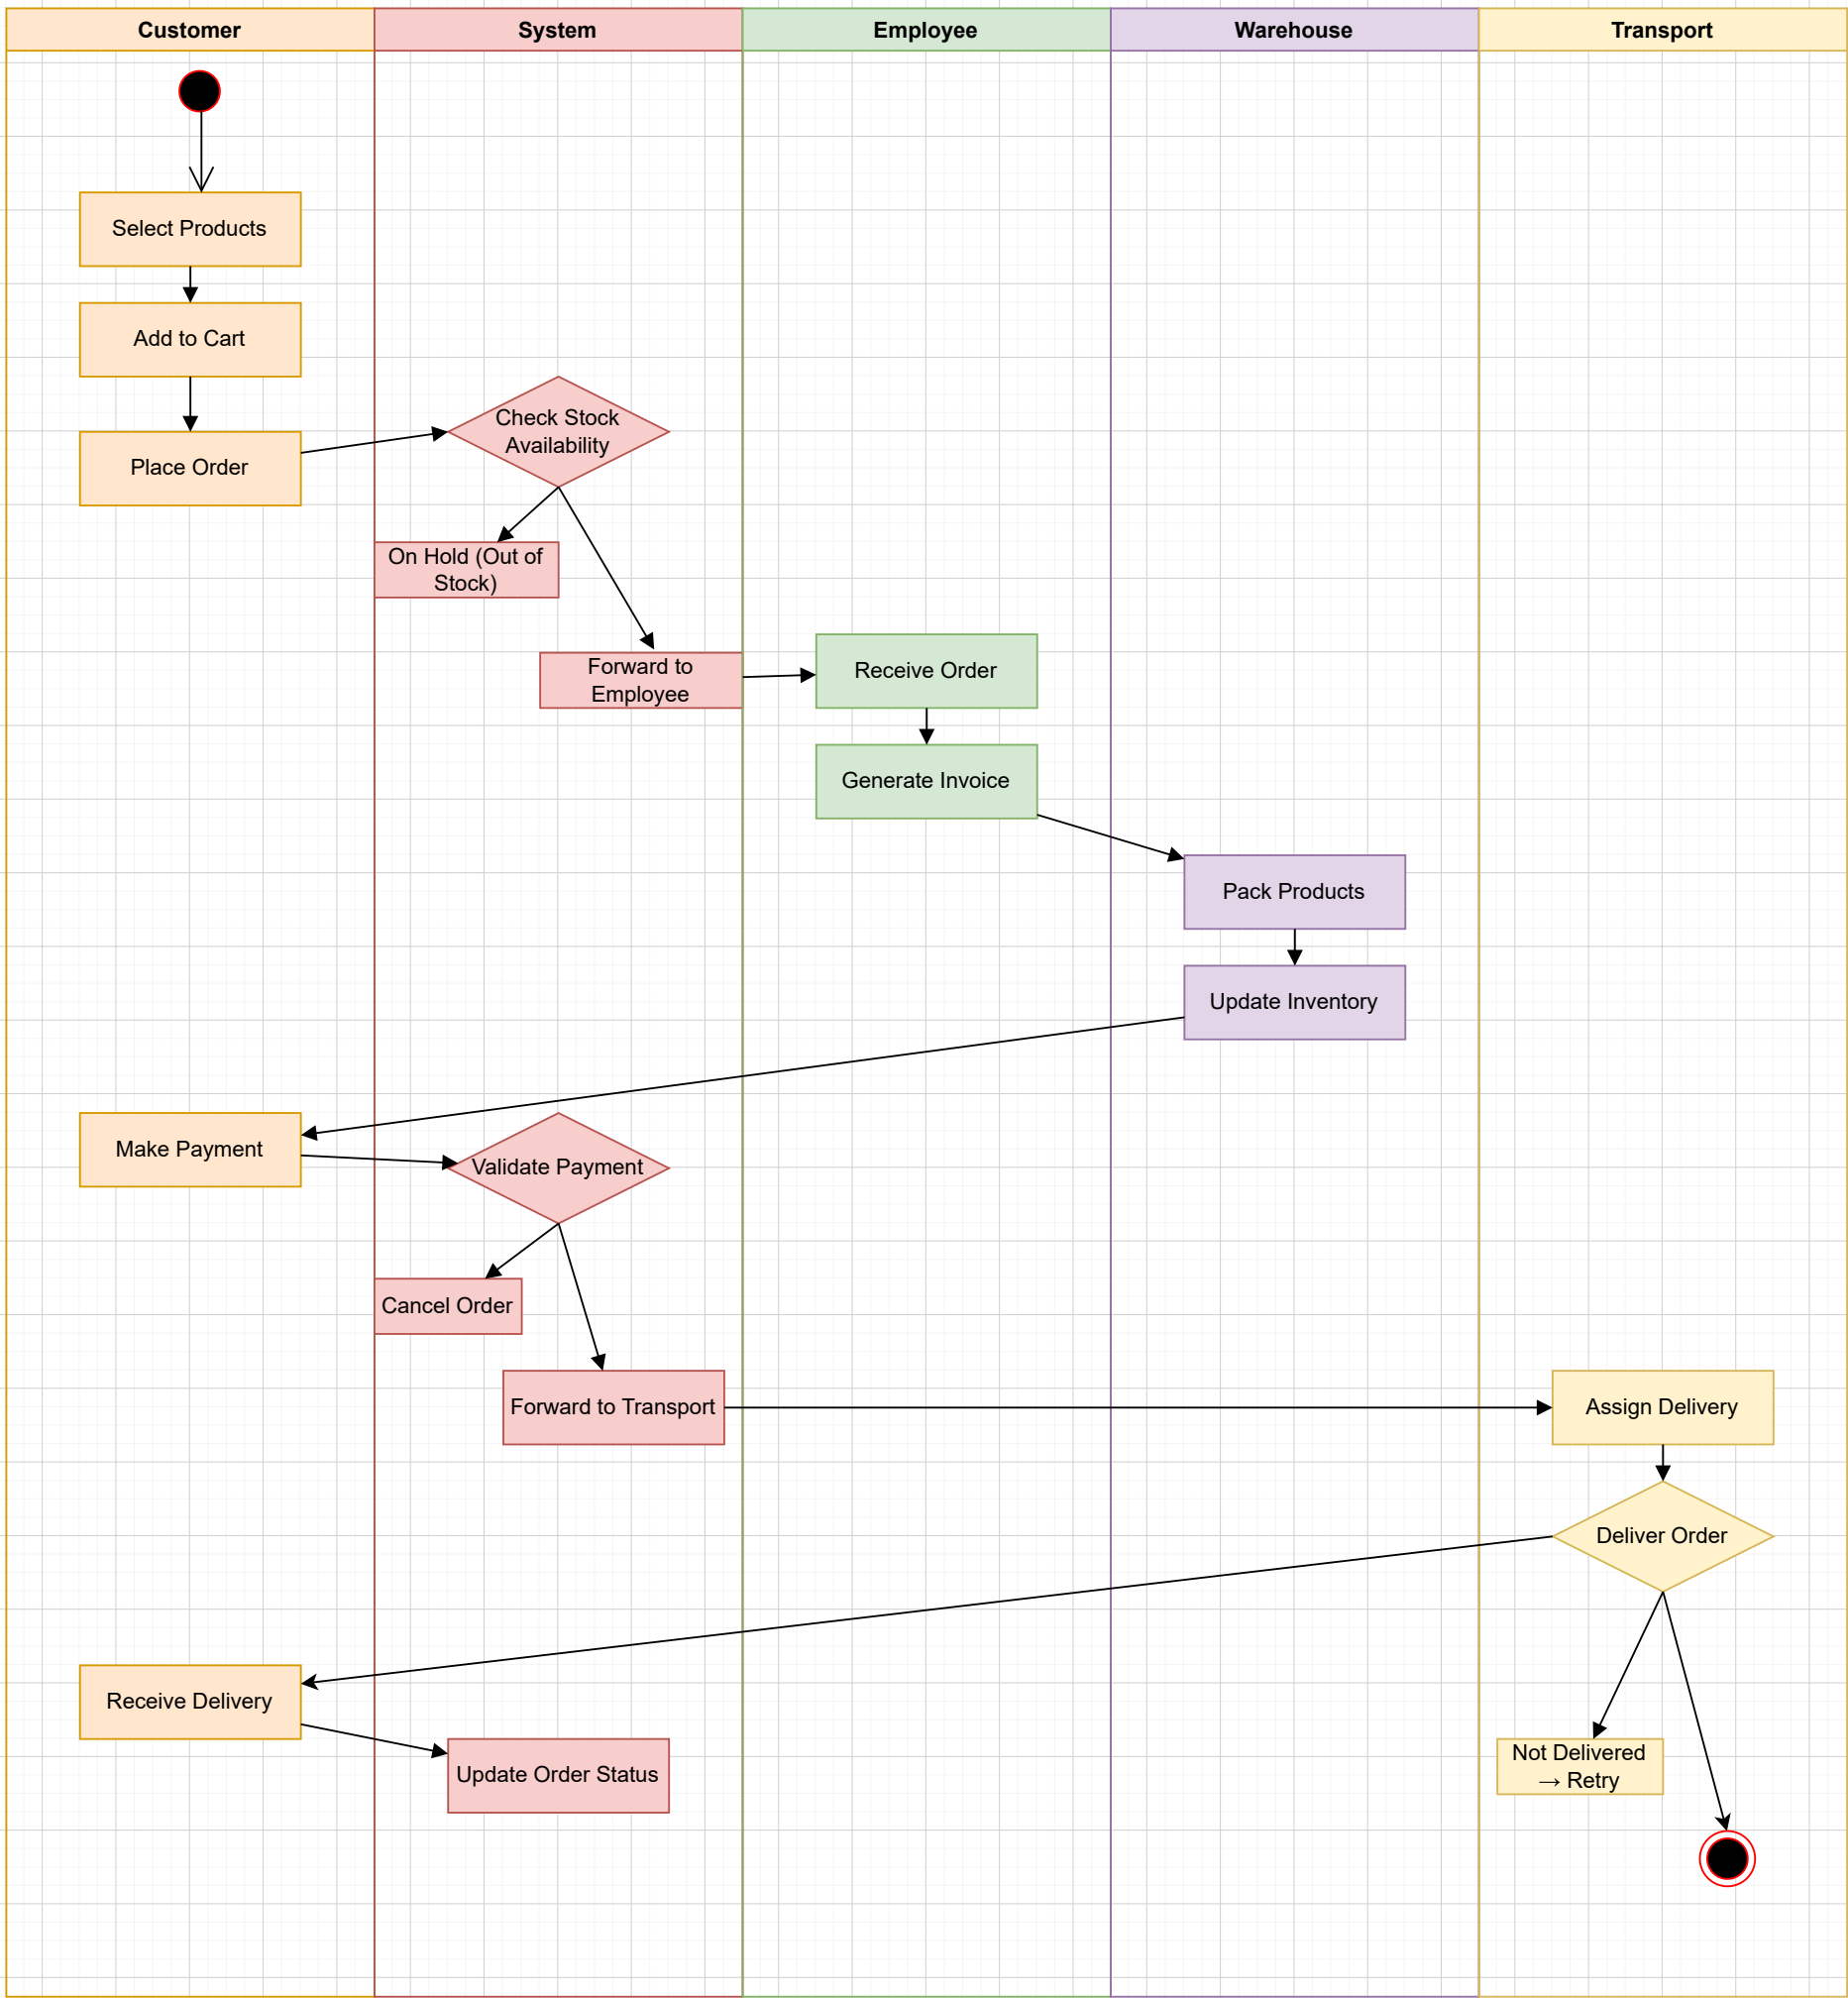 Customer
System
Employee
Warehouse
Transport
Select Products
Add to Cart
Check Stock
Availability
Place Order
On Hold (Out of
Stock)
Forward to
Employee
Receive Order
Generate Invoice
Pack Products
Update Inventory
Make Payment
Validate Payment
Cancel Order
Forward to Transport
Assign Delivery
Deliver Order
Receive Delivery
Update Order Status
Not Delivered
→ Retry